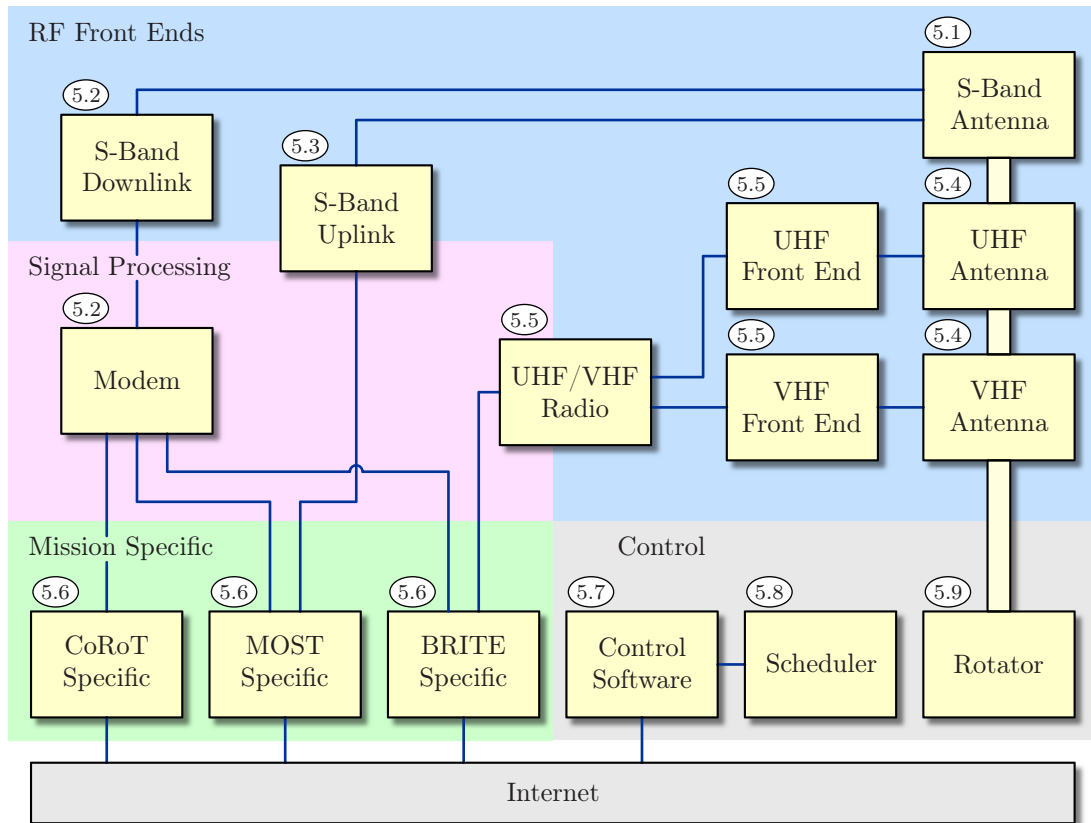 RF Front Ends
5.1
S-Band
Antenna
5.2
S-Band
Downlink
5.3
S-Band
Uplink
5.5
UHF
Front End
5.4
UHF
Antenna
Signal Processing
5.2
Modem
5.5
UHF/VHF
Radio
5.5
VHF
Front End
5.4
VHF
Antenna
Mission Specific
Control
5.6
CoRoT
Specific
5.6
MOST
Specific
5.6
BRITE
Specific
5.7
Control
Software
5.8
Scheduler
5.9
Rotator
Internet